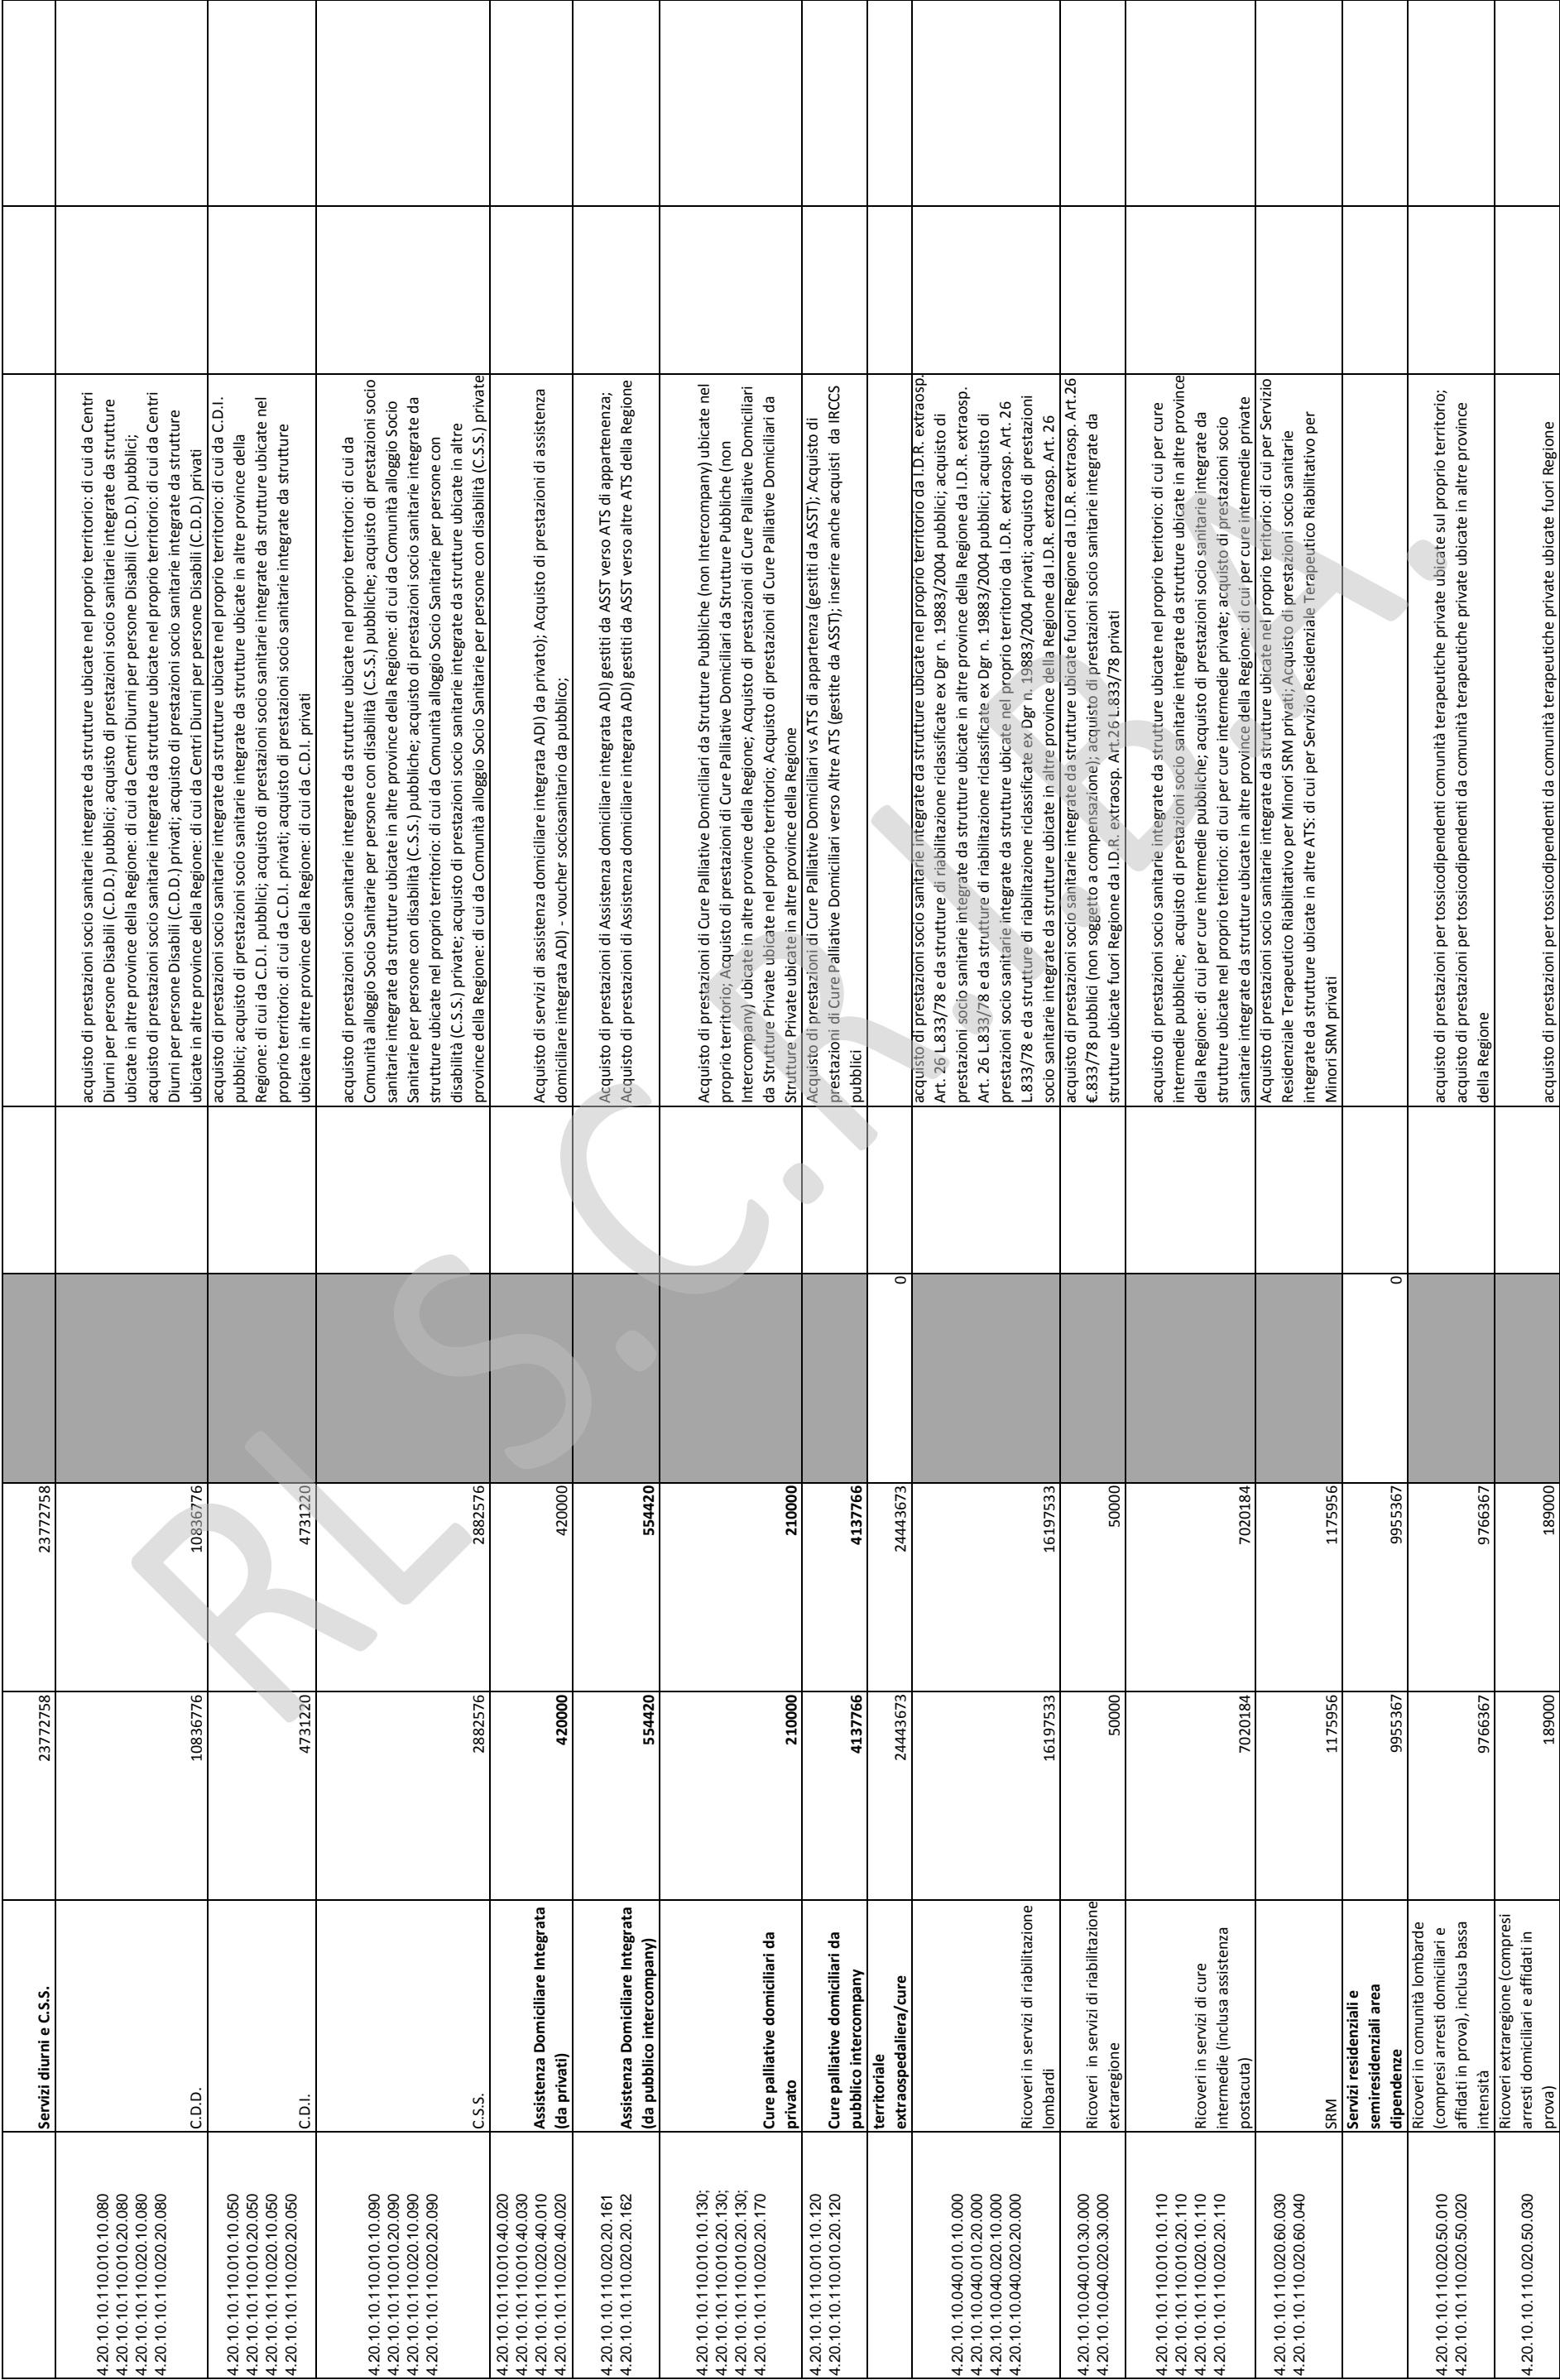 Servizi diurni e C.S.S.
23772758
23772758
4.20.10.10.110.010.10.080
4.20.10.10.110.010.20.080
4.20.10.10.110.020.10.080
4.20.10.10.110.020.20.080
C.D.D.
10836776
10836776
acquisto di prestazioni socio sanitarie integrate da strutture ubicate nel proprio territorio: di cui da Centri
Diurni per persone Disabili (C.D.D.) pubblici; acquisto di prestazioni socio sanitarie integrate da strutture
ubicate in altre province della Regione: di cui da Centri Diurni per persone Disabili (C.D.D.) pubblici;
acquisto di prestazioni socio sanitarie integrate da strutture ubicate nel proprio territorio: di cui da Centri
Diurni per persone Disabili (C.D.D.) privati; acquisto di prestazioni socio sanitarie integrate da strutture
ubicate in altre province della Regione: di cui da Centri Diurni per persone Disabili (C.D.D.) privati
4.20.10.10.110.010.10.050
4.20.10.10.110.010.20.050
4.20.10.10.110.020.10.050
4.20.10.10.110.020.20.050
C.D.I.
4731220
4731220
acquisto di prestazioni socio sanitarie integrate da strutture ubicate nel proprio territorio: di cui da C.D.I.
pubblici; acquisto di prestazioni socio sanitarie integrate da strutture ubicate in altre province della
Regione: di cui da C.D.I. pubblici; acquisto di prestazioni socio sanitarie integrate da strutture ubicate nel
proprio territorio: di cui da C.D.I. privati; acquisto di prestazioni socio sanitarie integrate da strutture
ubicate in altre province della Regione: di cui da C.D.I. privati
4.20.10.10.110.010.10.090
4.20.10.10.110.010.20.090
4.20.10.10.110.020.10.090
4.20.10.10.110.020.20.090
C.S.S.
2882576
2882576
acquisto di prestazioni socio sanitarie integrate da strutture ubicate nel proprio territorio: di cui da
Comunità alloggio Socio Sanitarie per persone con disabilità (C.S.S.) pubbliche; acquisto di prestazioni socio
sanitarie integrate da strutture ubicate in altre province della Regione: di cui da Comunità alloggio Socio
Sanitarie per persone con disabilità (C.S.S.) pubbliche; acquisto di prestazioni socio sanitarie integrate da
strutture ubicate nel proprio territorio: di cui da Comunità alloggio Socio Sanitarie per persone con
disabilità (C.S.S.) private; acquisto di prestazioni socio sanitarie integrate da strutture ubicate in altre
province della Regione: di cui da Comunità alloggio Socio Sanitarie per persone con disabilità (C.S.S.) private
4.20.10.10.110.010.40.020
4.20.10.10.110.010.40.030
4.20.10.10.110.020.40.010
4.20.10.10.110.020.40.020
Assistenza Domiciliare Integrata
(da privati)
420000
420000
Acquisto di servizi di assistenza domiciliare integrata ADI) da privato); Acquisto di prestazioni di assistenza
domiciliare integrata ADI) - voucher sociosanitario da pubblico;
4.20.10.10.110.020.20.161
4.20.10.10.110.020.20.162
Assistenza Domiciliare Integrata
(da pubblico intercompany)
554420
554420
Acquisto di prestazioni di Assistenza domiciliare integrata ADI) gestiti da ASST verso ATS di appartenenza;
Acquisto di prestazioni di Assistenza domiciliare integrata ADI) gestiti da ASST verso altre ATS della Regione
4.20.10.10.110.010.10.130;
4.20.10.10.110.010.20.130;
4.20.10.10.110.010.20.130;
4.20.10.10.110.020.20.170
Cure palliative domiciliari da
privato
210000
210000
Acquisto di prestazioni di Cure Palliative Domiciliari da Strutture Pubbliche (non Intercompany) ubicate nel
proprio territorio; Acquisto di prestazioni di Cure Palliative Domiciliari da Strutture Pubbliche (non
Intercompany) ubicate in altre province della Regione; Acquisto di prestazioni di Cure Palliative Domiciliari
da Strutture Private ubicate nel proprio territorio; Acquisto di prestazioni di Cure Palliative Domiciliari da
Strutture Private ubicate in altre province della Regione
4.20.10.10.110.010.10.120
4.20.10.10.110.010.20.120
Cure palliative domiciliari da
pubblico intercompany
4137766
4137766
Acquisto di prestazioni di Cure Palliative Domiciliari vs ATS di appartenza (gestiti da ASST); Acquisto di
prestazioni di Cure Palliative Domiciliari verso Altre ATS (gestite da ASST); inserire anche acquisti da IRCCS
pubblici
territoriale
extraospedaliera/cure
24443673
24443673
0
4.20.10.10.040.010.10.000
4.20.10.10.040.010.20.000
4.20.10.10.040.020.10.000
4.20.10.10.040.020.20.000
Ricoveri in servizi di riabilitazione
lombardi
16197533
16197533
acquisto di prestazioni socio sanitarie integrate da strutture ubicate nel proprio territorio da I.D.R. extraosp.
Art. 26 L.833/78 e da strutture di riabilitazione riclassificate ex Dgr n. 19883/2004 pubblici; acquisto di
prestazioni socio sanitarie integrate da strutture ubicate in altre province della Regione da I.D.R. extraosp.
Art. 26 L.833/78 e da strutture di riabilitazione riclassificate ex Dgr n. 19883/2004 pubblici; acquisto di
prestazioni socio sanitarie integrate da strutture ubicate nel proprio territorio da I.D.R. extraosp. Art. 26
L.833/78 e da strutture di riabilitazione riclassificate ex Dgr n. 19883/2004 privati; acquisto di prestazioni
socio sanitarie integrate da strutture ubicate in altre province della Regione da I.D.R. extraosp. Art. 26
4.20.10.10.040.010.30.000
4.20.10.10.040.020.30.000
Ricoveri in servizi di riabilitazione
extraregione
50000
50000
acquisto di prestazioni socio sanitarie integrate da strutture ubicate fuori Regione da I.D.R. extraosp. Art.26
€.833/78 pubblici (non soggetto a compensazione); acquisto di prestazioni socio sanitarie integrate da
strutture ubicate fuori Regione da I.D.R. extraosp. Art.26 L.833/78 privati
4.20.10.10.110.010.10.110
4.20.10.10.110.010.20.110
4.20.10.10.110.020.10.110
4.20.10.10.110.020.20.110
Ricoveri in servizi di cure
intermedie (inclusa assistenza
postacuta)
7020184
7020184
acquisto di prestazioni socio sanitarie integrate da strutture ubicate nel proprio territorio: di cui per cure
intermedie pubbliche; acquisto di prestazioni socio sanitarie integrate da strutture ubicate in altre province
della Regione: di cui per cure intermedie pubbliche; acquisto di prestazioni socio sanitarie integrate da
strutture ubicate nel proprio territorio: di cui per cure intermedie private; acquisto di prestazioni socio
sanitarie integrate da strutture ubicate in altre province della Regione: di cui per cure intermedie private
4.20.10.10.110.020.60.030
4.20.10.10.110.020.60.040
SRM
1175956
1175956
Acquisto di prestazioni socio sanitarie integrate da strutture ubicate nel proprio teritorio: di cui per Servizio
Residenziale Terapeutico Riabilitativo per Minori SRM privati; Acquisto di prestazioni socio sanitarie
integrate da strutture ubicate in altre ATS: di cui per Servizio Residenziale Terapeutico Riabilitativo per
Minori SRM privati
Servizi residenziali e
semiresidenziali area
dipendenze
9955367
9955367
0
4.20.10.10.110.020.50.010
4.20.10.10.110.020.50.020
Ricoveri in comunità lombarde
(compresi arresti domiciliari e
affidati in prova), inclusa bassa
intensità
9766367
9766367
acquisto di prestazioni per tossicodipendenti comunità terapeutiche private ubicate sul proprio territorio;
acquisto di prestazioni per tossicodipendenti da comunità terapeutiche private ubicate in altre province
della Regione
4.20.10.10.110.020.50.030
Ricoveri extraregione (compresi
arresti domiciliari e affidati in
prova)
189000
189000
acquisto di prestazioni per tossicodipendenti da comunità terapeutiche private ubicate fuori Regione
RL S.C.R.I.B.A.